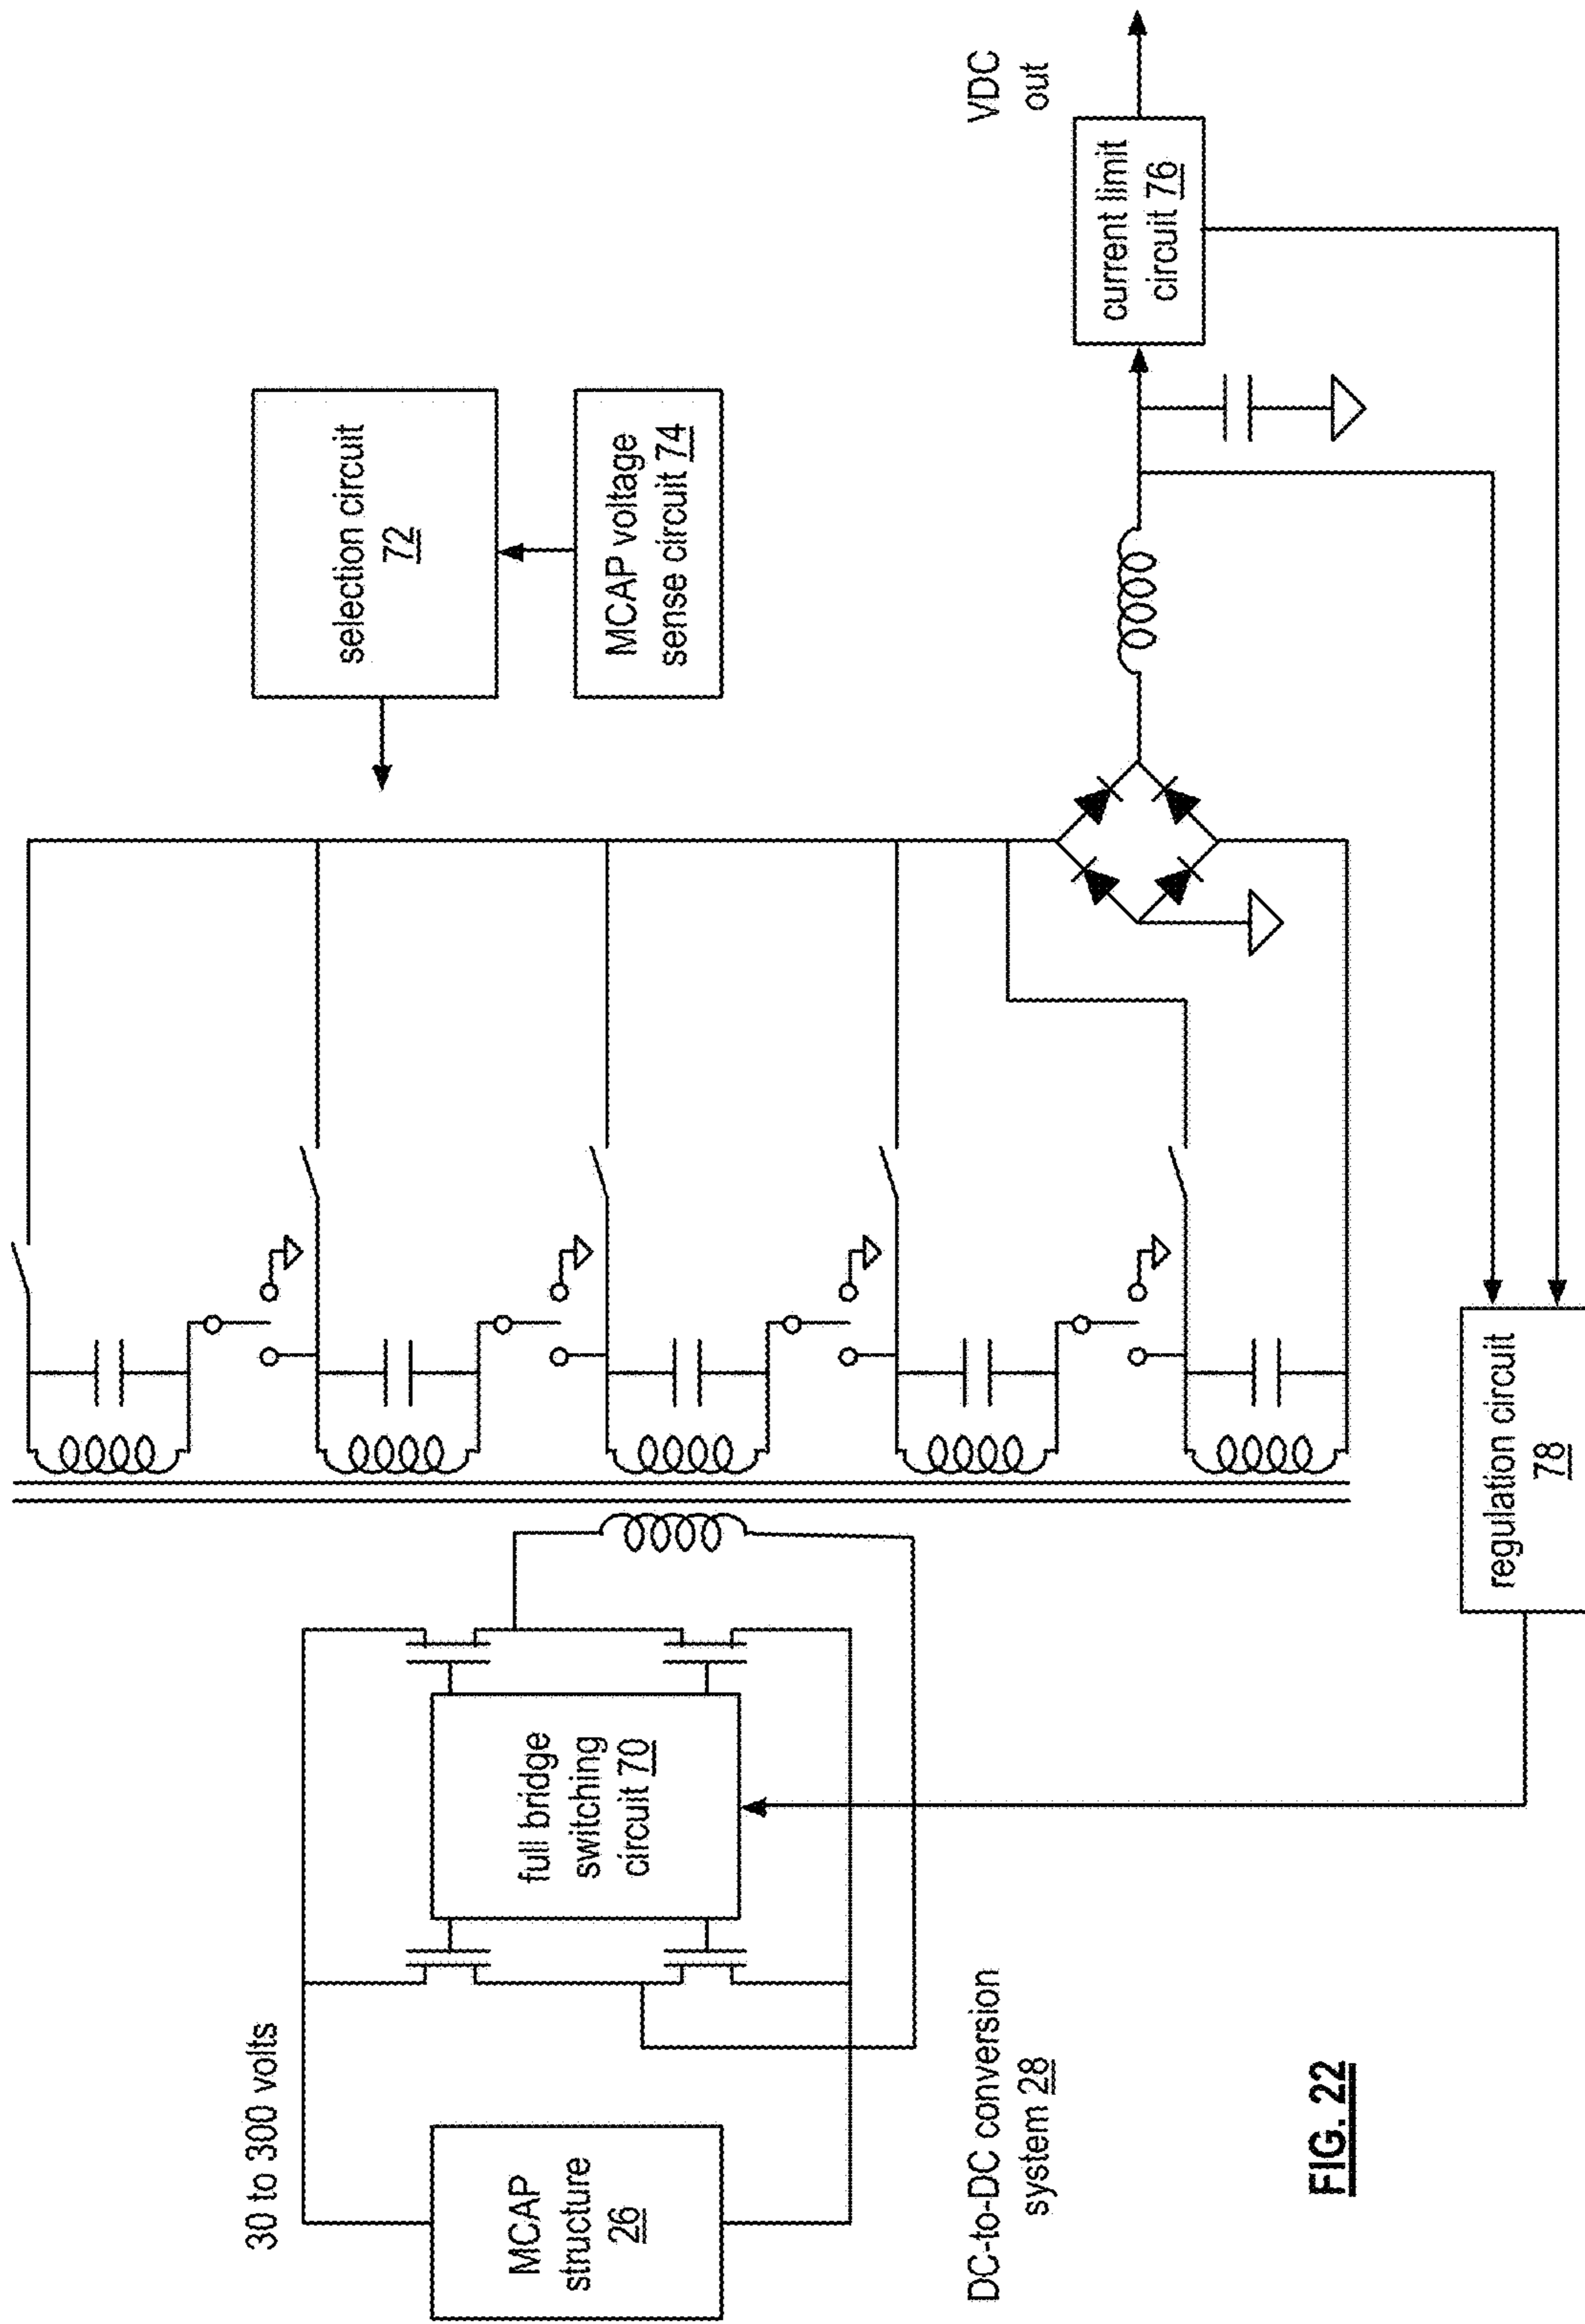 30 to 300 volts
MCAP
structure
26
full bridge
switching
circuit 70
DC-to-DC conversion
system 28
selection circuit
72
MCAP voltage
sense circuit 74
VDC
out
current limit
circuit 76
regulation circuit
78
FIG. 22